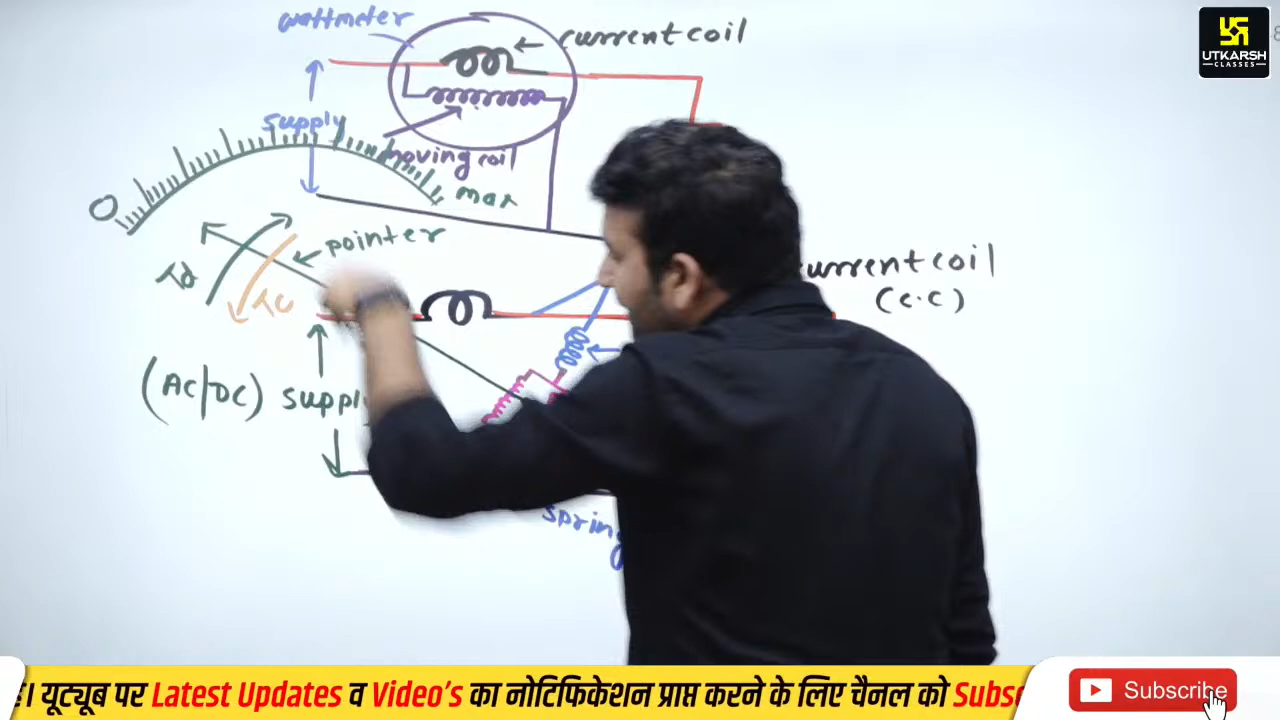 wattmeter
current coil
UTKARSH
CLASSES
supply
moving coil
0
max
pointer
Td
Tc
current coil
(C.C)
(AC/DC) supply
spring
है। यूट्यूब पर Latest Updates व Video's का नोटिफिकेशन प्राप्त करने के लिए चैनल को
Subscribe